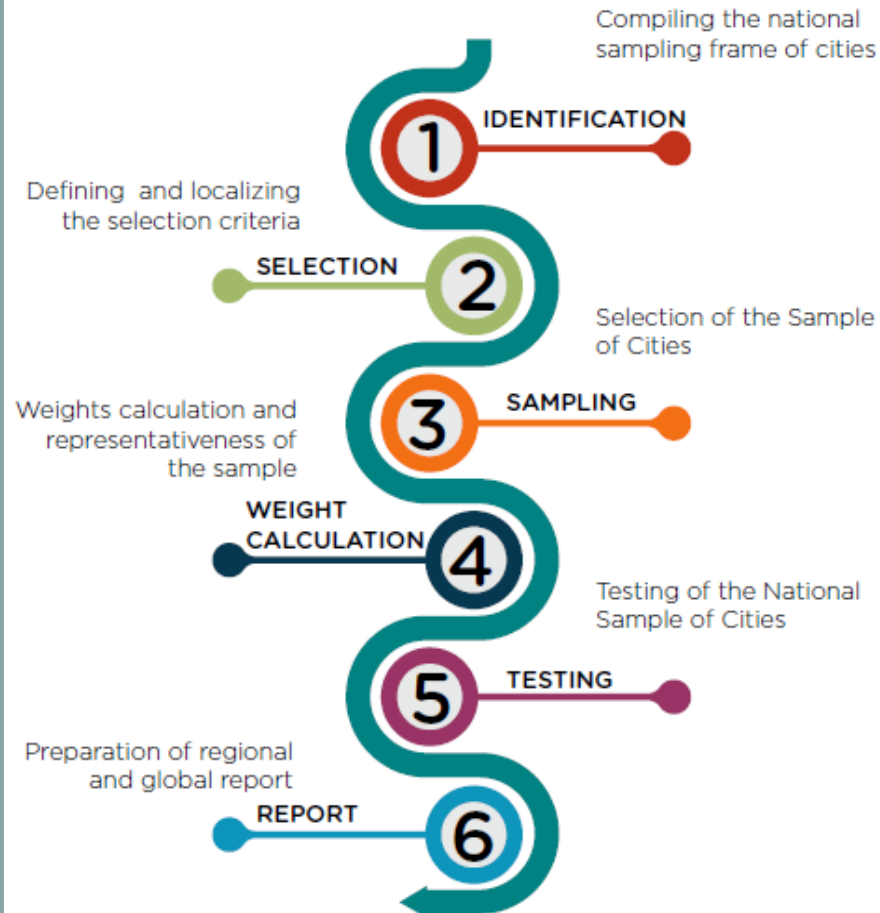 Compiling the national
sampling frame of cities
1
IDENTIFICATION
Defining and localizing
the selection criteria
SELECTION
2
Selection of the Sample
of Cities
3
SAMPLING
Weights calculation and
representativeness of
the sample
WEIGHT
CALCULATION
4
Testing of the National
Sample of Cities
5
TESTING
Preparation of regional
and global report
REPORT
6